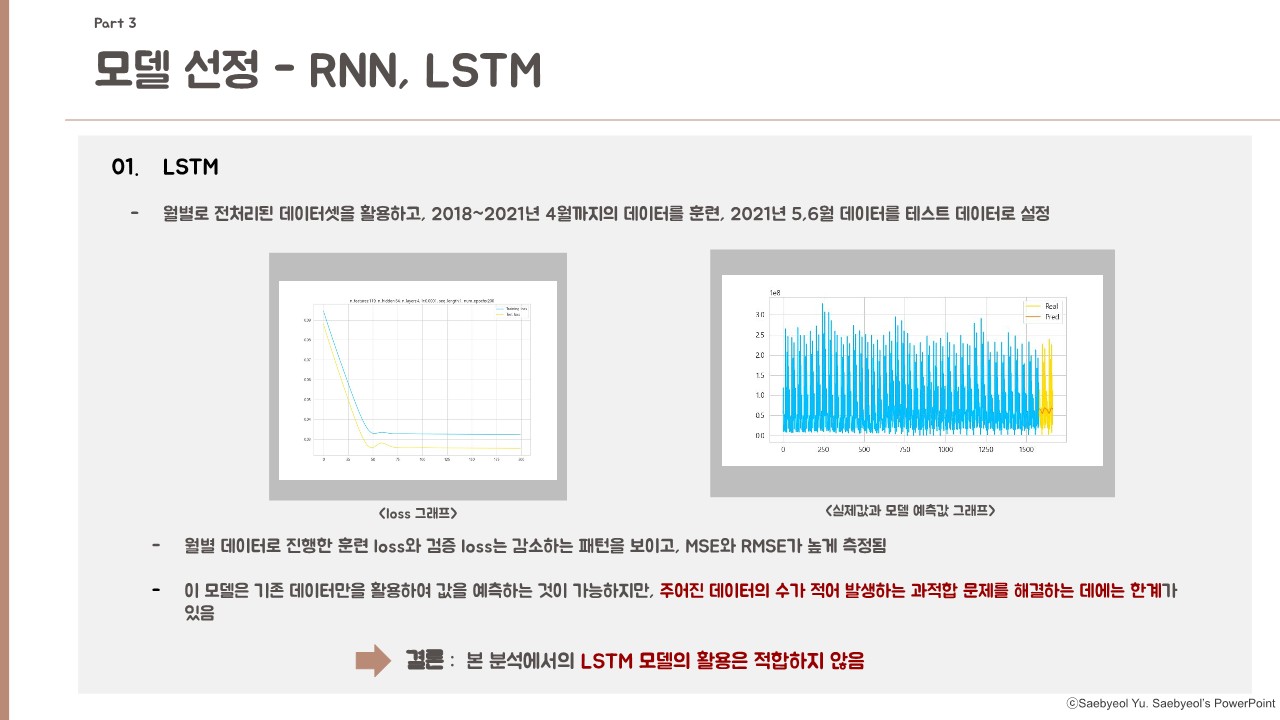 Part 3
모델 선정 - RNN, LSTM
01. LSTM
- 월별로 전처리된 데이터셋을 활용하고, 2018~2021년 4월까지의 데이터를 훈련, 2021년 5,6월 데이터를 테스트 데이터로 설정
1e8
Real
Pred
3.0
2.5
2.0
1.5
1.0
0.5
0.0
0 250 500 750 1000 1250 1500
<loss 그래프>
<실제값과 모델 예측값 그래프>
- 월별 데이터로 진행한 훈련 loss와 검증 loss는 감소하는 패턴을 보이고, MSE와 RMSE가 높게 측정됨
- 이 모델은 기존 데이터만을 활용하여 값을 예측하는 것이 가능하지만, 주어진 데이터의 수가 적어 발생하는 과적합 문제를 해결하는 데에는 한계가
있음
결론 : 본 분석에서의 LSTM 모델의 활용은 적합하지 않음
ⓒSaebyeol Yu. Saebyeol's PowerPoint